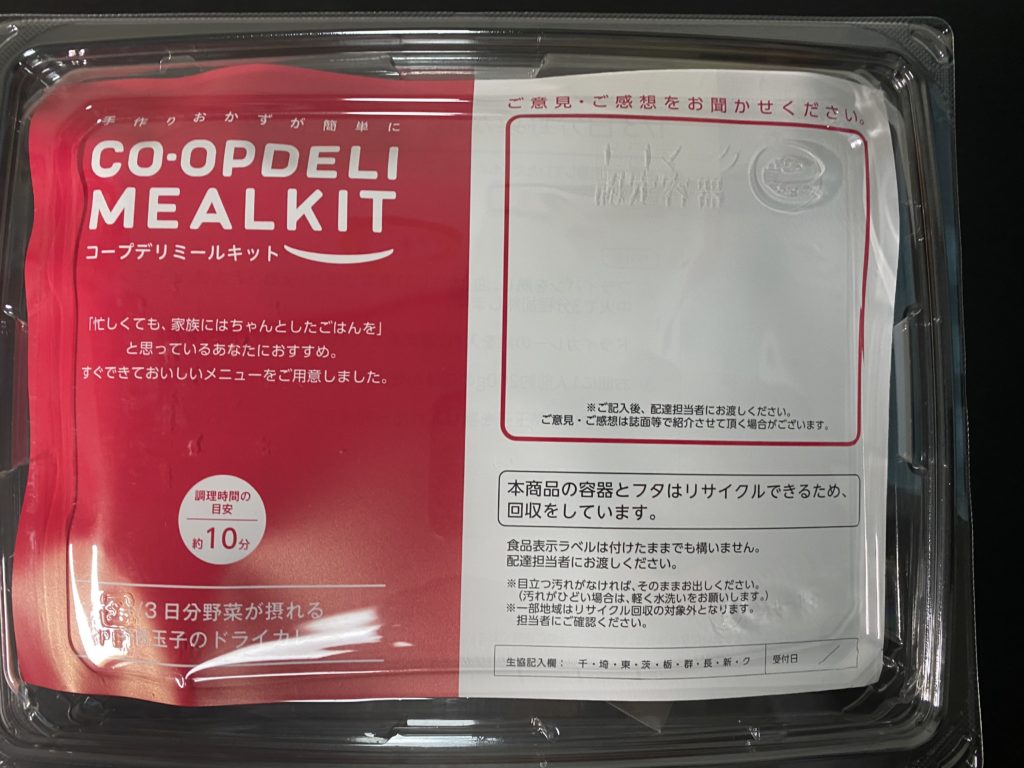 手作りおかずが簡単に
CO・OPDELI
MEALKIT
コープデリミールキット
「忙しくても、家族にはちゃんとしたごはんを」
と思っているあなたにおすすめ。
すぐできておいしいメニューをご用意しました。
調理時間の
目安
約10分
/3日分野菜が摂れる
玉子のドライカレ
ご意見・ご感想をお聞かせください。
エコマーク
認定容器
※ご記入後、配達担当者にお渡しください。
ご意見・ご感想は誌面等で紹介させて頂く場合がございます。
本商品の容器とフタはリサイクルできるため、
回収をしています。
食品表示ラベルは付けたままでも構いません。
配達担当者にお渡しください。
※目立つ汚れがなければ、そのままお出しください。
(汚れがひどい場合は、軽く水洗いをお願いします。)
※一部地域はリサイクル回収の対象外となります。
担当者にご確認ください。
生協記入欄： 千・埼・東・茨・栃・群・長・新・ク
受付日 /